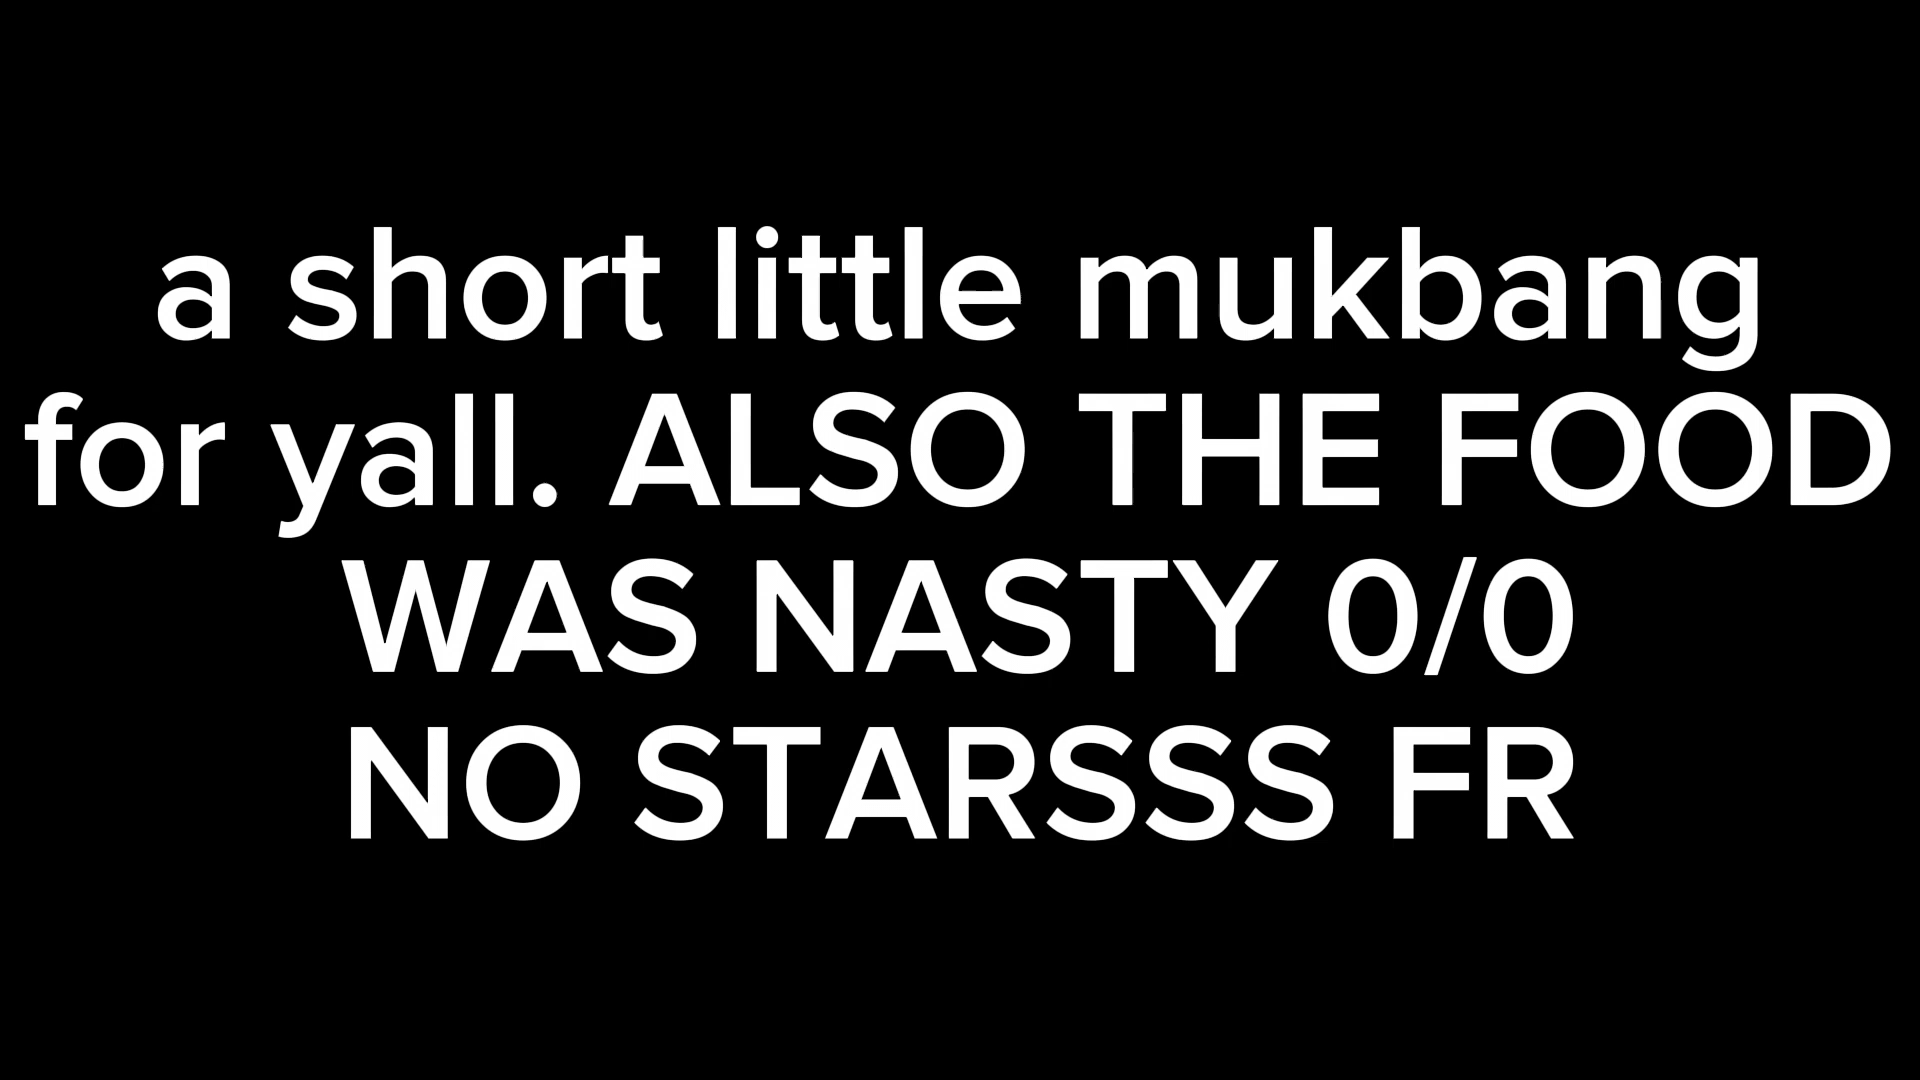 a short little mukbang
for yall. ALSO THE FOOD
WAS NASTY 0/0
NO STARSSS FR